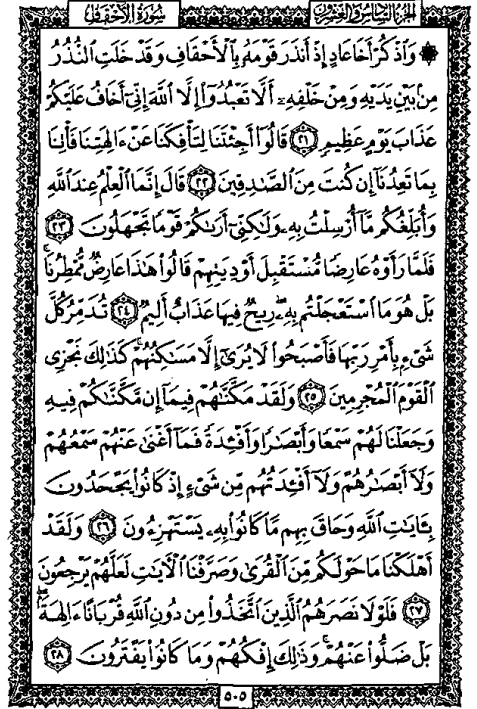 سورة الأحقاف
الجزء السادس والعشرون
۞ وَاذْكُرْ أَخَا عَادٍ إِذْ أَنذَرَ قَوْمَهُ بِالْأَحْقَافِ وَقَدْ خَلَتِ النُّذُرُ
مِن بَيْنِ يَدَيْهِ وَمِنْ خَلْفِهِ أَلَّا تَعْبُدُوا إِلَّا اللَّهَ إِنِّي أَخَافُ عَلَيْكُمْ
عَذَابَ يَوْمٍ عَظِيمٍ ٢١ قَالُوا أَجِئْتَنَا لِتَأْفِكَنَا عَنْ ءَالِهَتِنَا فَأْتِنَا
بِمَا تَعِدُنَا إِن كُنتَ مِنَ الصَّٰدِقِينَ ٢٢ قَالَ إِنَّمَا الْعِلْمُ عِندَ اللَّهِ
وَأُبَلِّغُكُم مَّا أُرْسِلْتُ بِهِ وَلَٰكِنِّي أَرَىٰكُمْ قَوْمًا تَجْهَلُونَ ٢٣
فَلَمَّا رَأَوْهُ عَارِضًا مُّسْتَقْبِلَ أَوْدِيَتِهِمْ قَالُوا هَٰذَا عَارِضٌ مُّمْطِرُنَا ۚ
بَلْ هُوَ مَا اسْتَعْجَلْتُم بِهِ ۖ رِيحٌ فِيهَا عَذَابٌ أَلِيمٌ ٢٤ تُدَمِّرُ كُلَّ
شَيْءٍ بِأَمْرِ رَبِّهَا فَأَصْبَحُوا لَا يُرَىٰ إِلَّا مَسَٰكِنُهُمْ ۚ كَذَٰلِكَ نَجْزِي
الْقَوْمَ الْمُجْرِمِينَ ٢٥ وَلَقَدْ مَكَّنَّٰهُمْ فِيمَا إِن مَّكَّنَّٰكُمْ فِيهِ
وَجَعَلْنَا لَهُمْ سَمْعًا وَأَبْصَٰرًا وَأَفْئِدَةً فَمَا أَغْنَىٰ عَنْهُمْ سَمْعُهُمْ
وَلَا أَبْصَٰرُهُمْ وَلَا أَفْئِدَتُهُم مِّن شَيْءٍ إِذْ كَانُوا يَجْحَدُونَ
بِـَٔايَٰتِ اللَّهِ وَحَاقَ بِهِم مَّا كَانُوا بِهِ يَسْتَهْزِءُونَ ٢٦ وَلَقَدْ
أَهْلَكْنَا مَا حَوْلَكُم مِّنَ الْقُرَىٰ وَصَرَّفْنَا الْءَايَٰتِ لَعَلَّهُمْ يَرْجِعُونَ
٢٧ فَلَوْلَا نَصَرَهُمُ الَّذِينَ اتَّخَذُوا مِن دُونِ اللَّهِ قُرْبَانًا ءَالِهَةً ۖ
بَلْ ضَلُّوا عَنْهُمْ ۚ وَذَٰلِكَ إِفْكُهُمْ وَمَا كَانُوا يَفْتَرُونَ ٢٨
٥٠٥